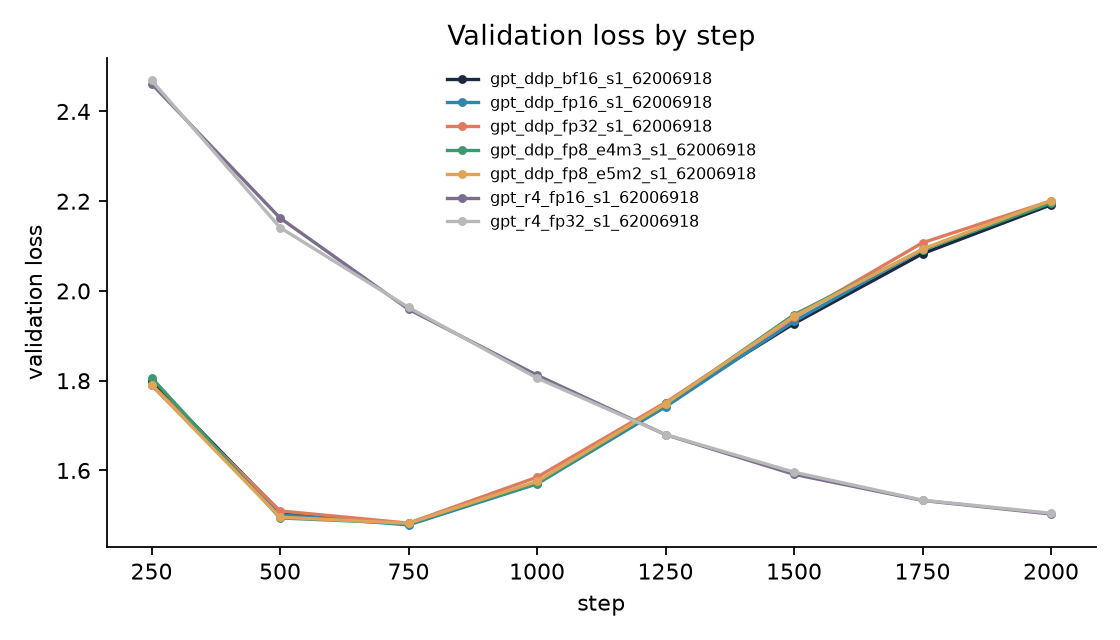 Validation loss by step
gpt_ddp_bf16_s1_62006918
gpt_ddp_fp16_s1_62006918
gpt_ddp_fp32_s1_62006918
gpt_ddp_fp8_e4m3_s1_62006918
gpt_ddp_fp8_e5m2_s1_62006918
gpt_r4_fp16_s1_62006918
gpt_r4_fp32_s1_62006918
validation loss
2.4
2.2
2.0
1.8
1.6
250 500 750 1000 1250 1500 1750 2000
step